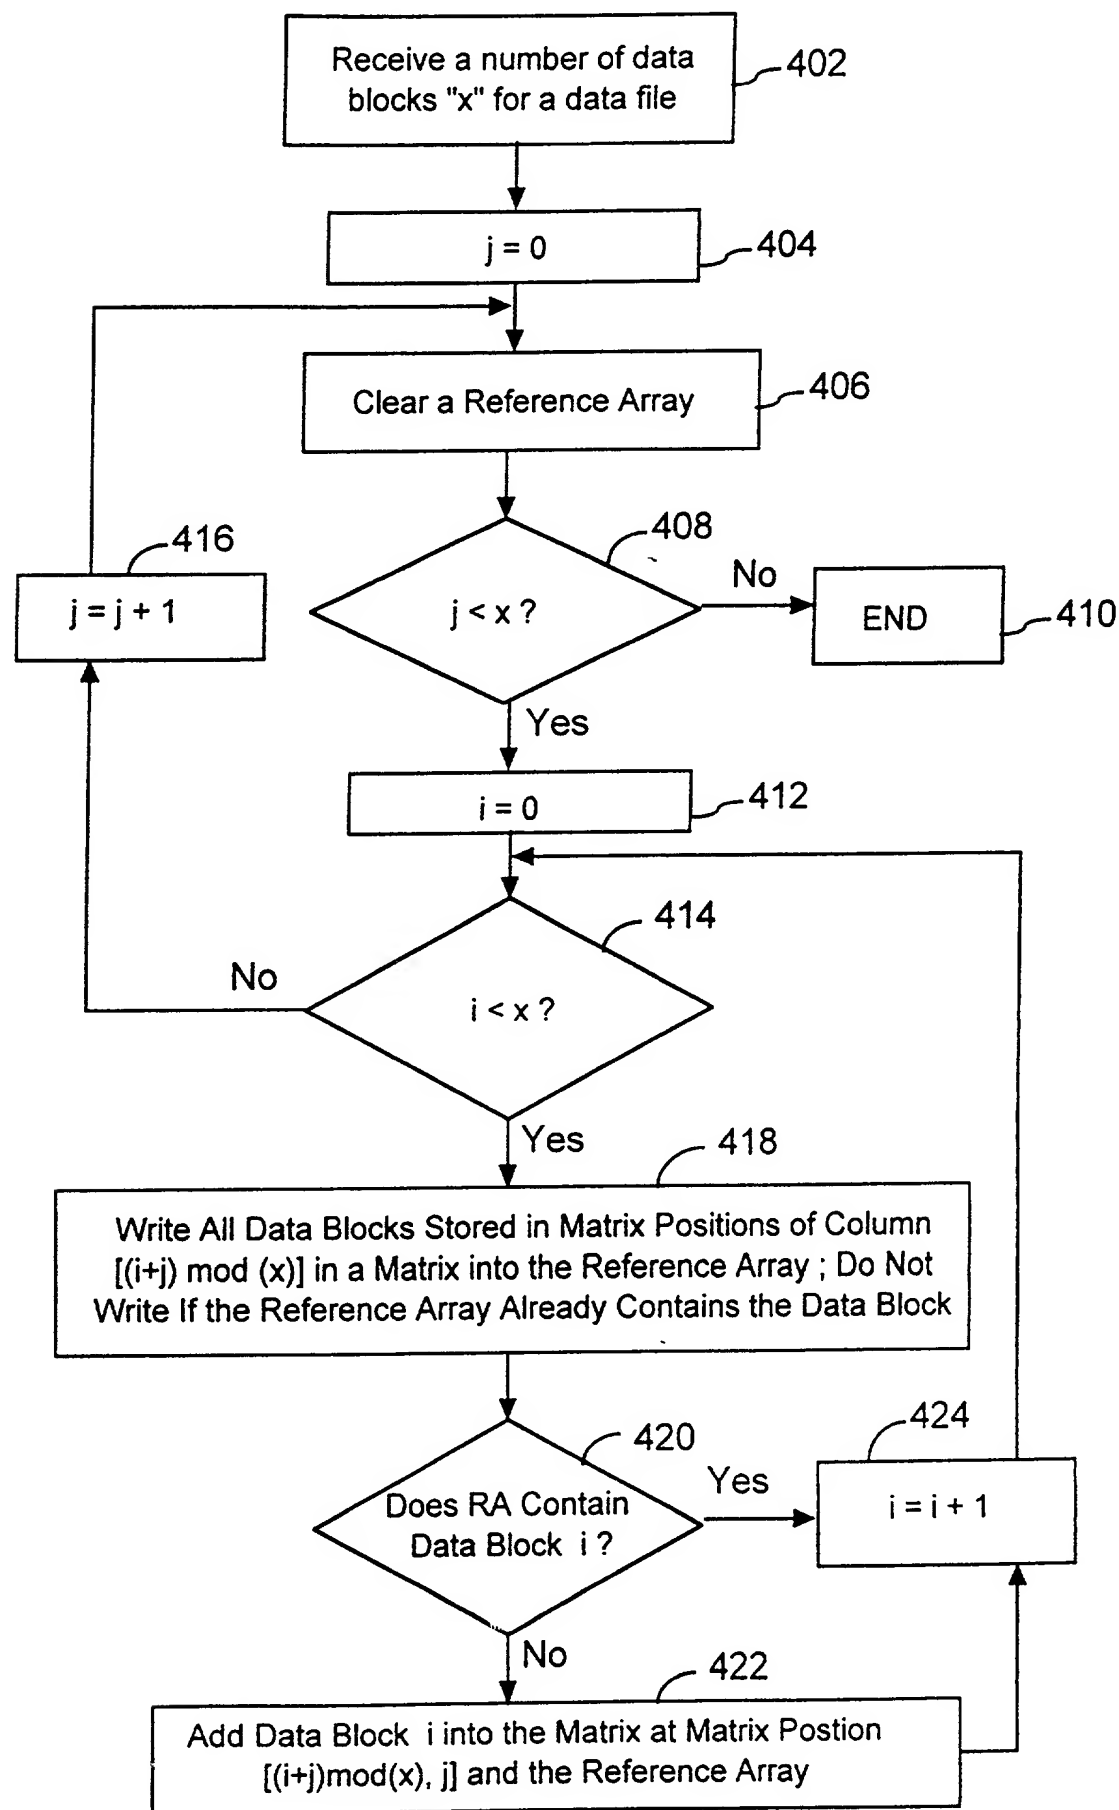 Receive a number of data
blocks "x" for a data file
402
j = 0
404
Clear a Reference Array
406
408
416
j = j + 1
j < x ?
No
END
410
Yes
i = 0
412
414
No
i < x ?
Yes
418
Write All Data Blocks Stored in Matrix Positions of Column
[(i+j) mod (x)] in a Matrix into the Reference Array ; Do Not
Write If the Reference Array Already Contains the Data Block
420
424
Does RA Contain
Data Block i ?
Yes
i = i + 1
No
422
Add Data Block i into the Matrix at Matrix Postion
[(i+j)mod(x), j] and the Reference Array